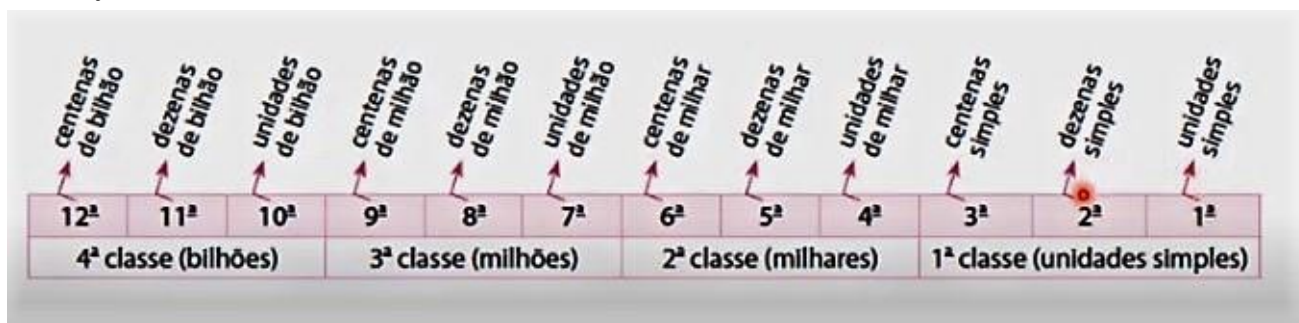 centenas
de bilhão
dezenas
de bilhão
unidades
de bilhão
centenas
de milhão
dezenas
de milhão
unidades
de milhão
centenas
de milhar
dezenas
de milhar
unidades
de milhar
centenas
simples
dezenas
simples
unidades
simples
12ª 11ª 10ª 9ª 8ª 7ª 6ª 5ª 4ª 3ª 2ª 1ª
4ª classe (bilhões) 3ª classe (milhões) 2ª classe (milhares) 1ª classe (unidades simples)